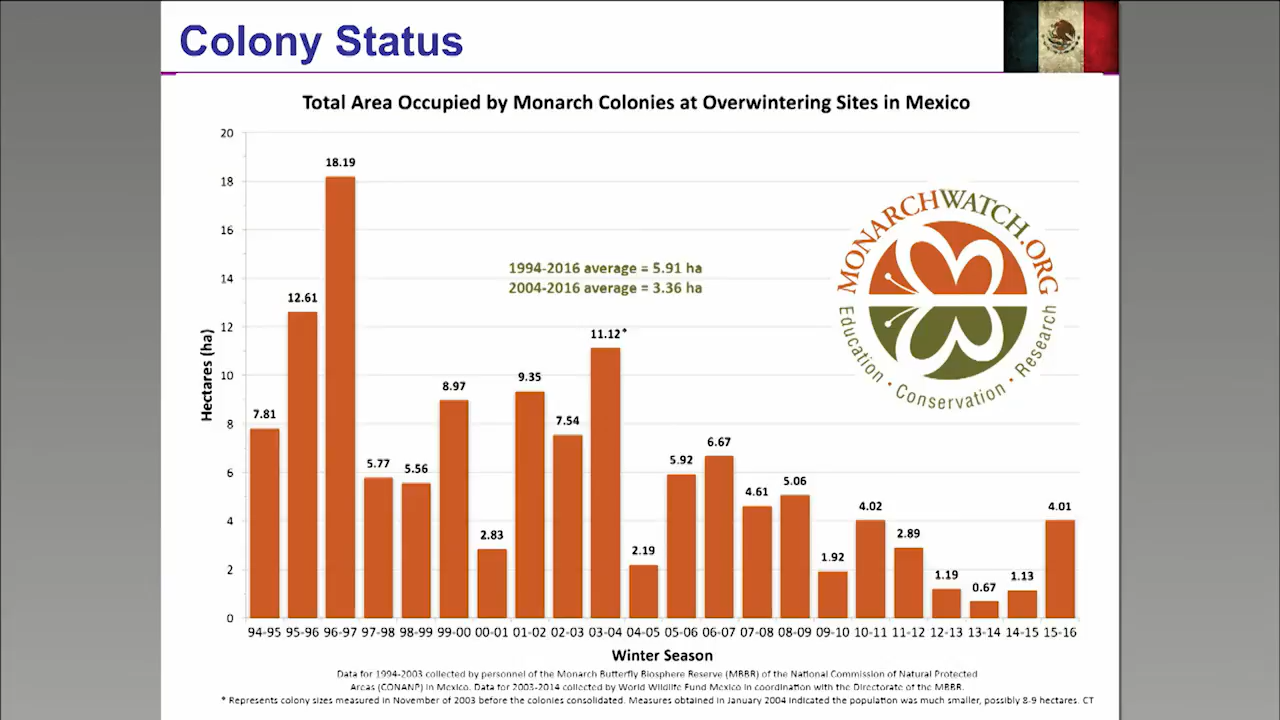 Colony Status
Total Area Occupied by Monarch Colonies at Overwintering Sites in Mexico
20
18
16
14
12
10
8
6
4
2
0
Hectares (ha)
7.81
12.61
18.19
5.77
5.56
8.97
2.83
9.35
7.54
11.12*
2.19
5.92
6.67
4.61
5.06
1.92
4.02
2.89
1.19
0.67
1.13
4.01
1994-2016 average = 5.91 ha
2004-2016 average = 3.36 ha
MONARCHWATCH.ORG
Education • Conservation • Research
94-95 95-96 96-97 97-98 98-99 99-00 00-01 01-02 02-03 03-04 04-05 05-06 06-07 07-08 08-09 09-10 10-11 11-12 12-13 13-14 14-15 15-16
Winter Season
Data for 1994-2003 collected by personnel of the Monarch Butterfly Biosphere Reserve (MBBR) of the National Commission of Natural Protected
Areas (CONANP) in Mexico. Data for 2003-2014 collected by World Wildlife Fund Mexico in coordination with the Directorate of the MBBR.
* Represents colony sizes measured in November of 2003 before the colonies consolidated. Measures obtained in January 2004 indicated the population was much smaller, possibly 8-9 hectares. CT